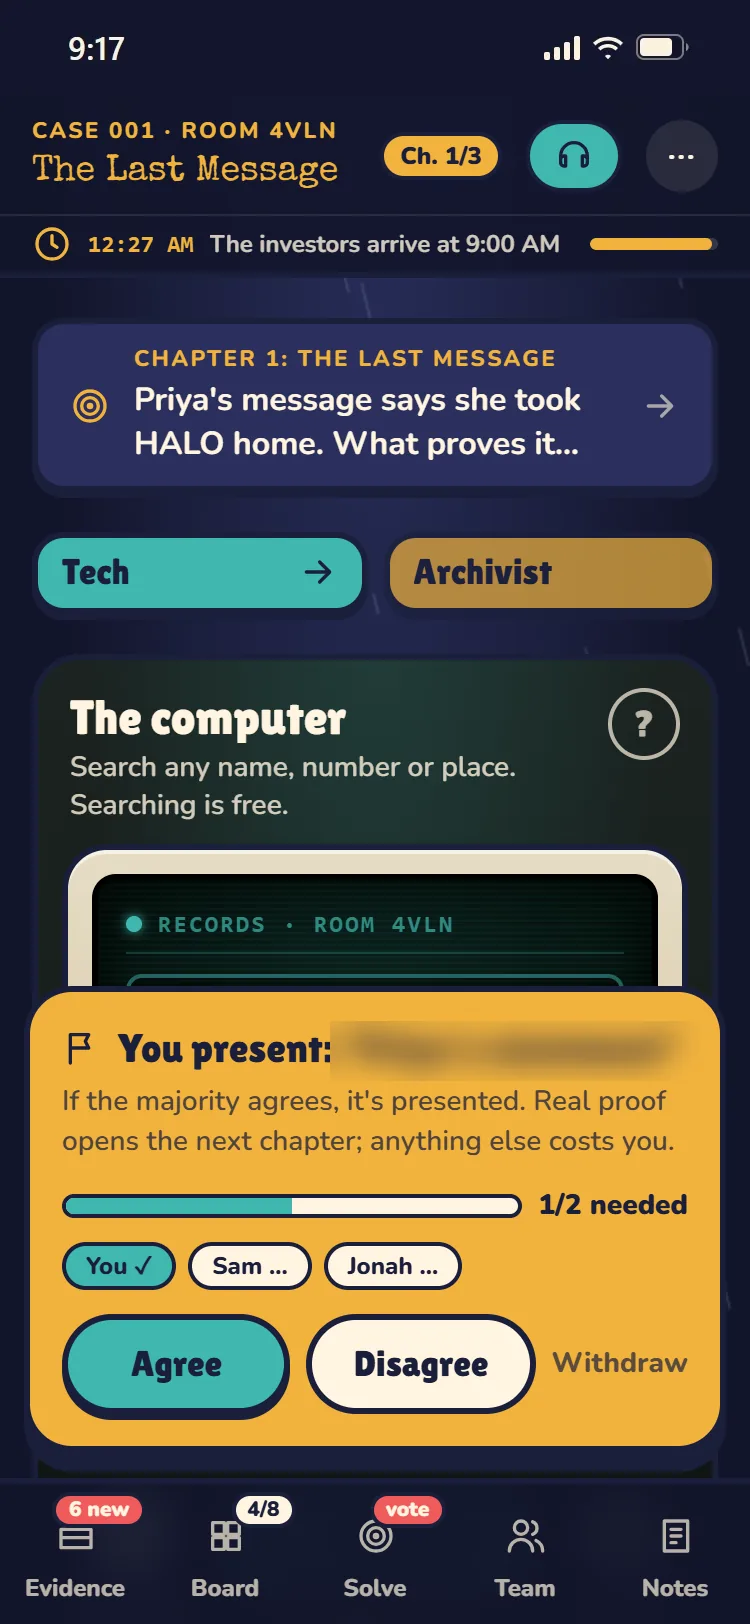 9:17
CASE 001 · ROOM 4VLN
The Last Message
Ch. 1/3
12:27 AM The investors arrive at 9:00 AM
CHAPTER 1: THE LAST MESSAGE
Priya's message says she took
HALO home. What proves it...
Tech
Archivist
The computer
?
Search any name, number or place.
Searching is free.
RECORDS · ROOM 4VLN
You present:
If the majority agrees, it's presented. Real proof
opens the next chapter; anything else costs you.
1/2 needed
You ✓ Sam ... Jonah ...
Agree Disagree Withdraw
6 new 4/8 vote
Evidence Board Solve Team Notes